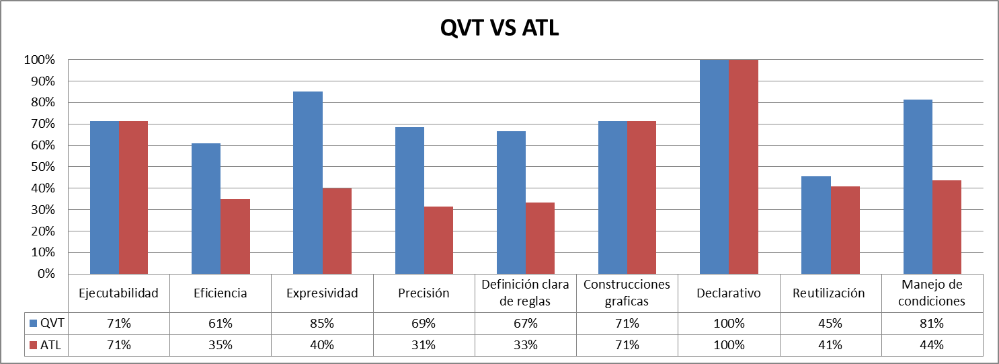 QVT VS ATL
100%
90%
80%
70%
60%
50%
40%
30%
20%
10%
0%
Ejecutabilidad Eficiencia Expresividad Precisión Definición clara de reglas Construcciones graficas Declarativo Reutilización Manejo de condiciones
QVT 71% 61% 85% 69% 67% 71% 100% 45% 81%
ATL 71% 35% 40% 31% 33% 71% 100% 41% 44%